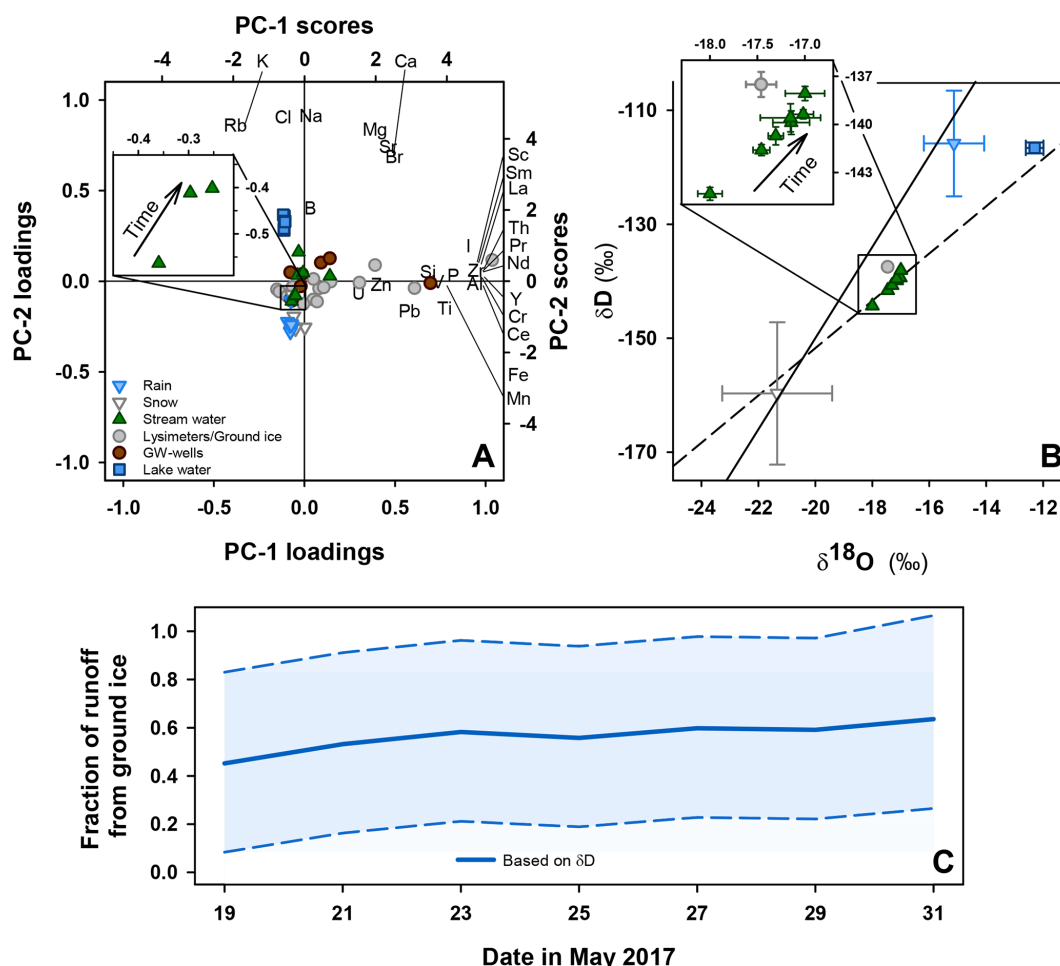 PC-1 scores
-4 -2 0 2 4
K
Ca
1.0
Cl
Na
Rb
Mg
Sr
Br
4
-0.4 -0.3
Sc
Sm
La
0.5
-0.4
Time
-0.5
B
2
Th
Pr
Nd
I
Z
Al
Si
V
P
0.0
0
Zn
U
Pb
Ti
Y
Cr
Ce
Fe
Mn
-0.5
-2
-4
-1.0
PC-2 loadings
PC-2 scores
Rain
Snow
Stream water
Lysimeters/Ground ice
GW-wells
Lake water
A
-1.0 -0.5 0.0 0.5 1.0
PC-1 loadings
-18.0 -17.5 -17.0
-137
-140
-143
Time
-110
-130
-150
-170
δD (‰)
B
-24 -22 -20 -18 -16 -14 -12
δ18O (‰)
1.0
0.8
0.6
0.4
0.2
0.0
Fraction of runoff
from ground ice
Based on δD
C
19 21 23 25 27 29 31
Date in May 2017